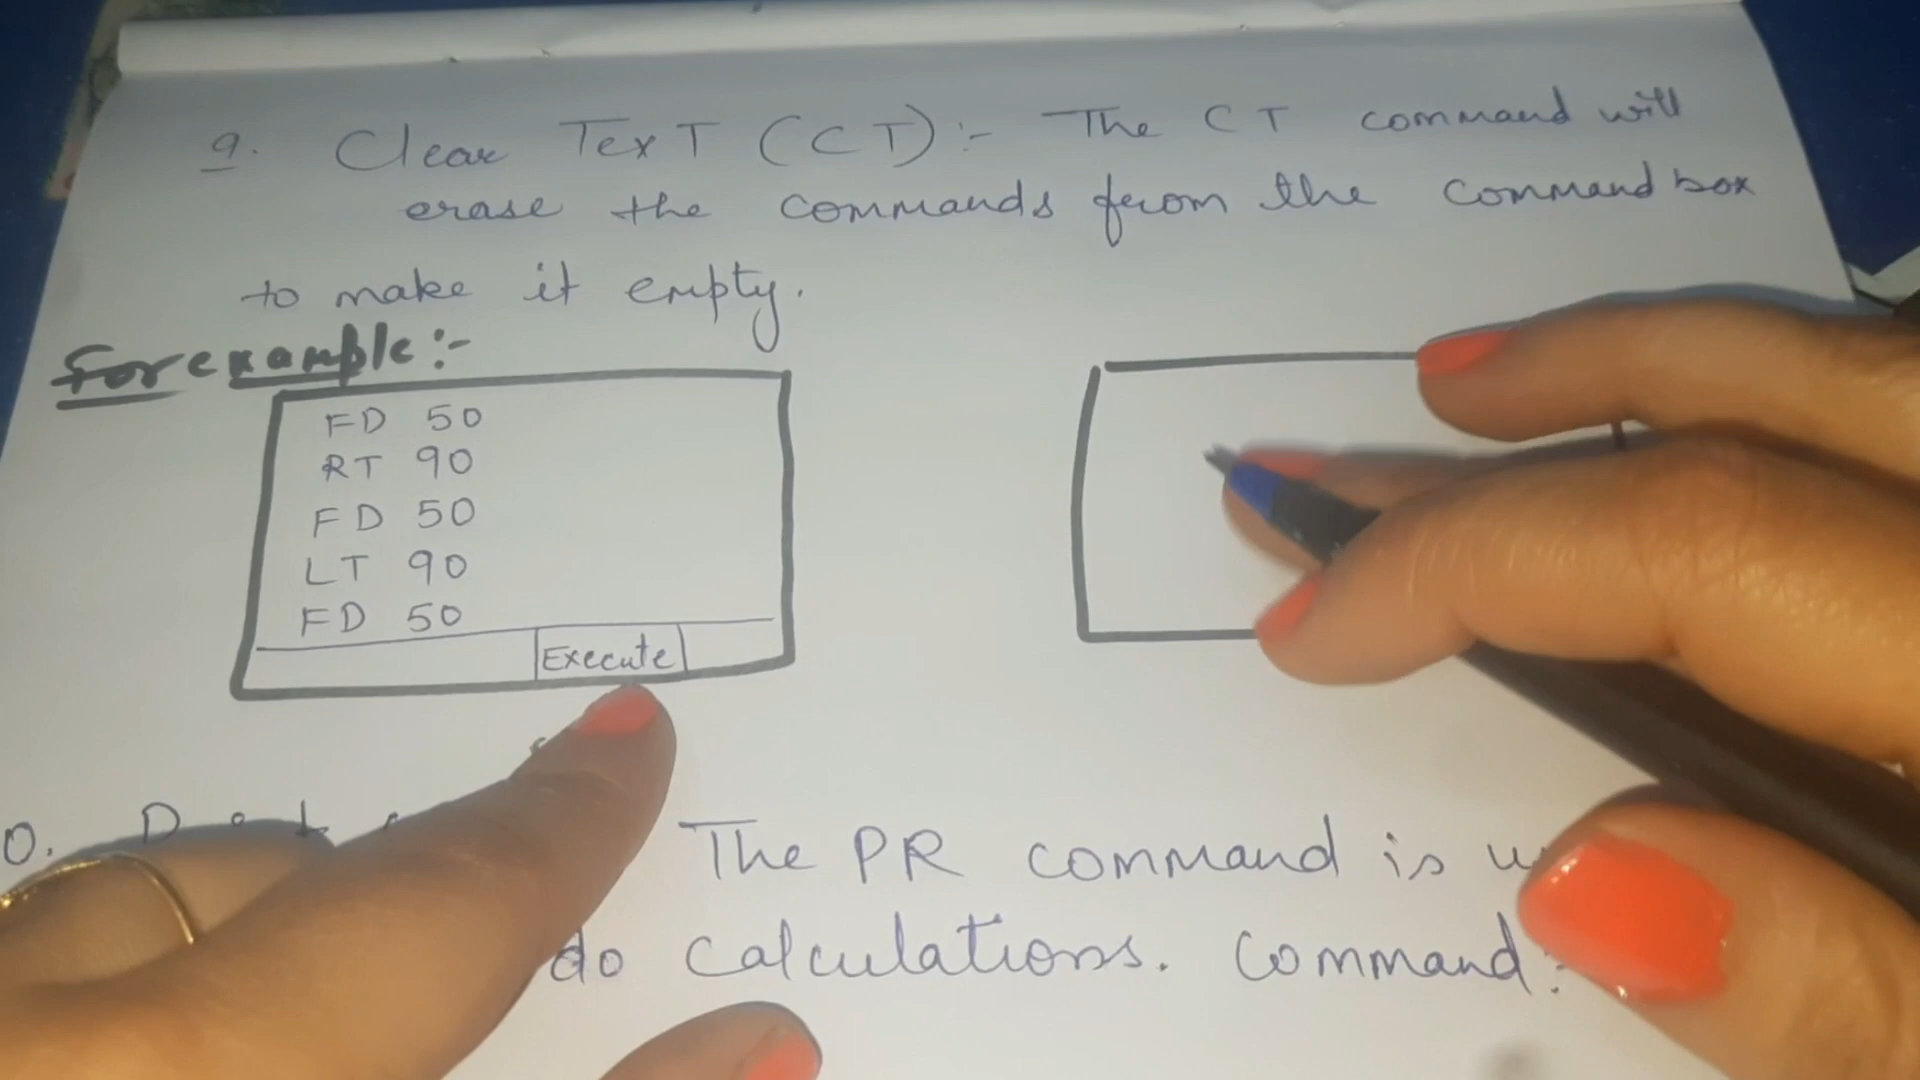 9. Clear Text (CT):- The CT command will
erase the commands from the command box
to make it empty.
For example:-
FD 50
RT 90
FD 50
LT 90
FD 50
Execute
0. The PR command is
do calculations. Command: